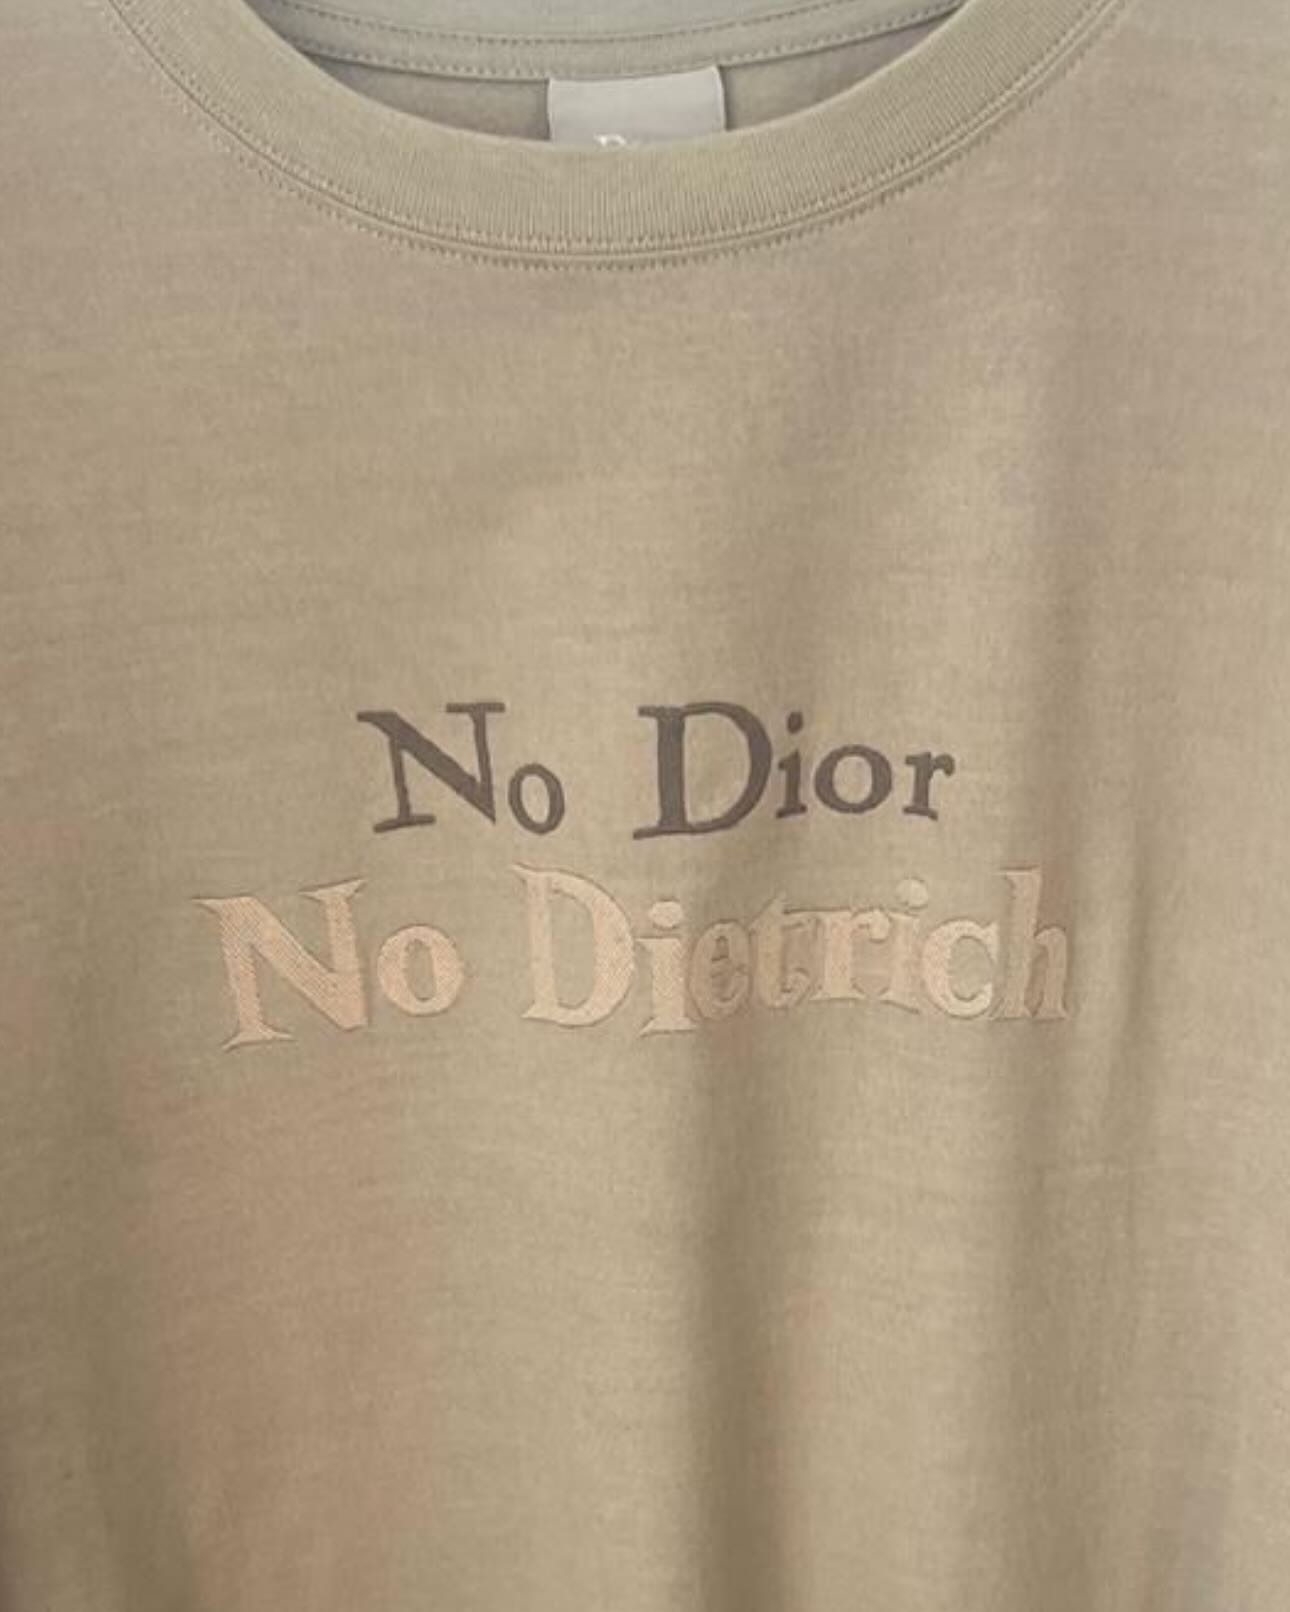 No Dior
No Dietrich